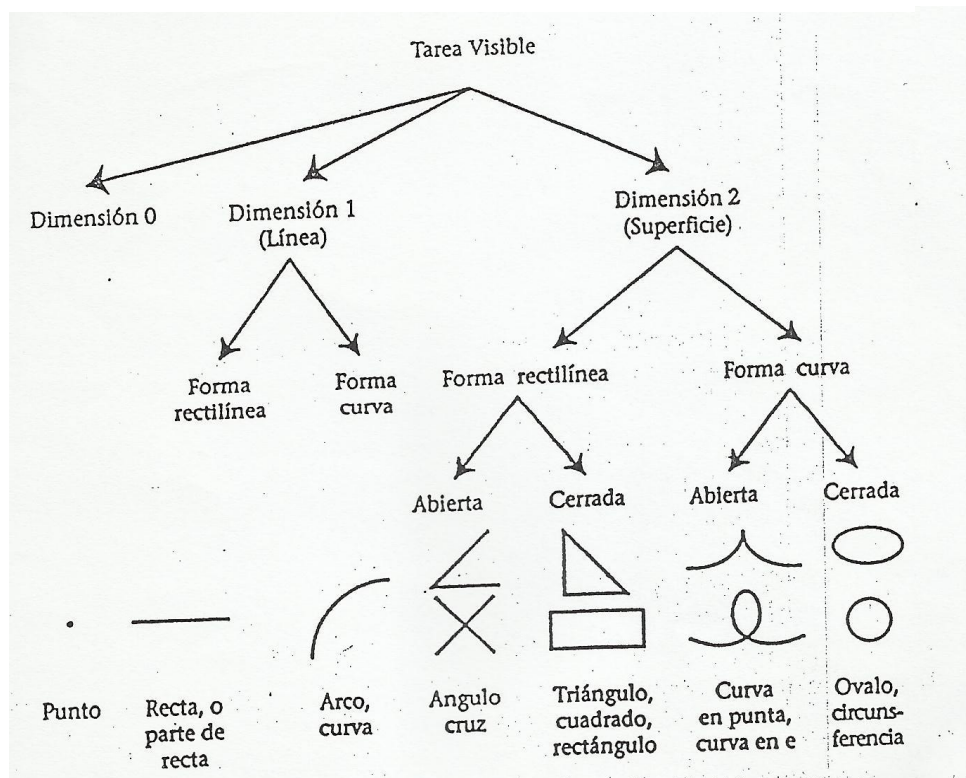 Tarea Visible
Dimensión 0
Dimensión 1
(Línea)
Dimensión 2
(Superficie)
Forma
rectilínea
Forma
curva
Forma rectilínea
Forma curva
Abierta
Cerrada
Abierta
Cerrada
Punto
Recta, o
parte de
recta
Arco,
curva
Angulo
cruz
Triángulo,
cuadrado,
rectángulo
Curva
en punta,
curva en e
Ovalo,
circuns-
ferencia